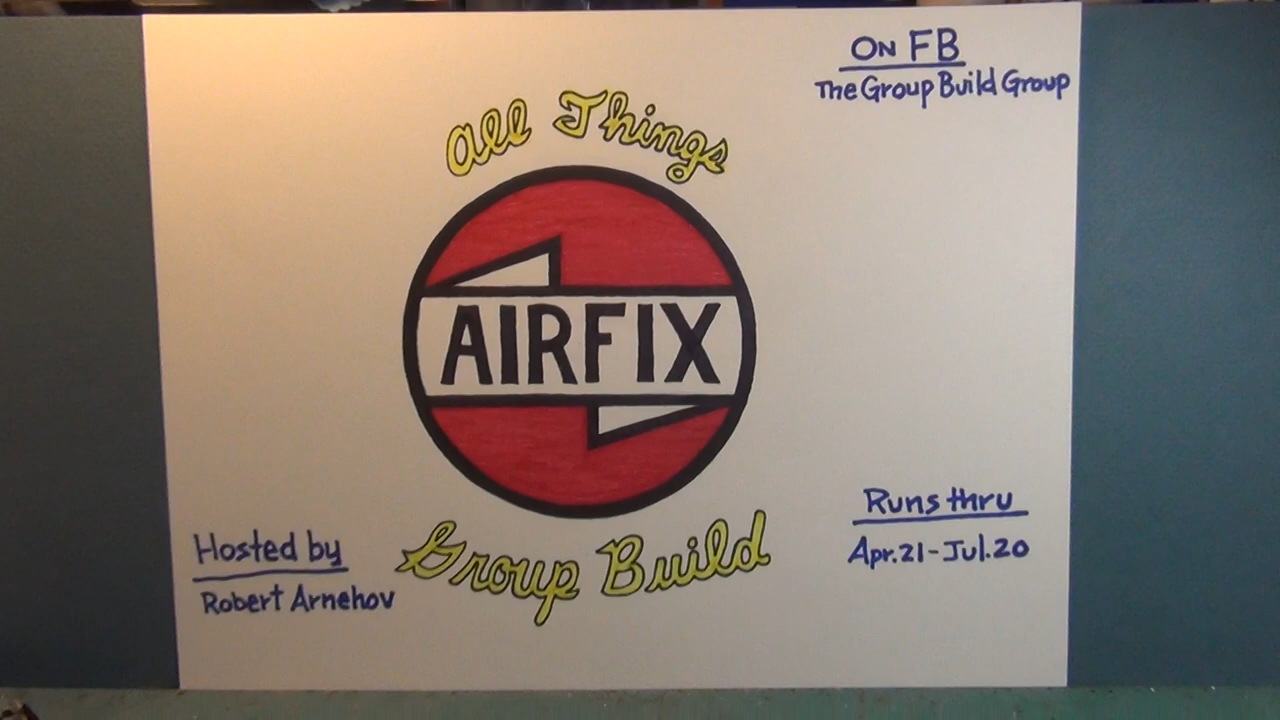 ON FB
The Group Build Group
All Things
AIRFIX
Group Build
Hosted by
Robert Arnehov
Runs thru
Apr.21-Jul.20